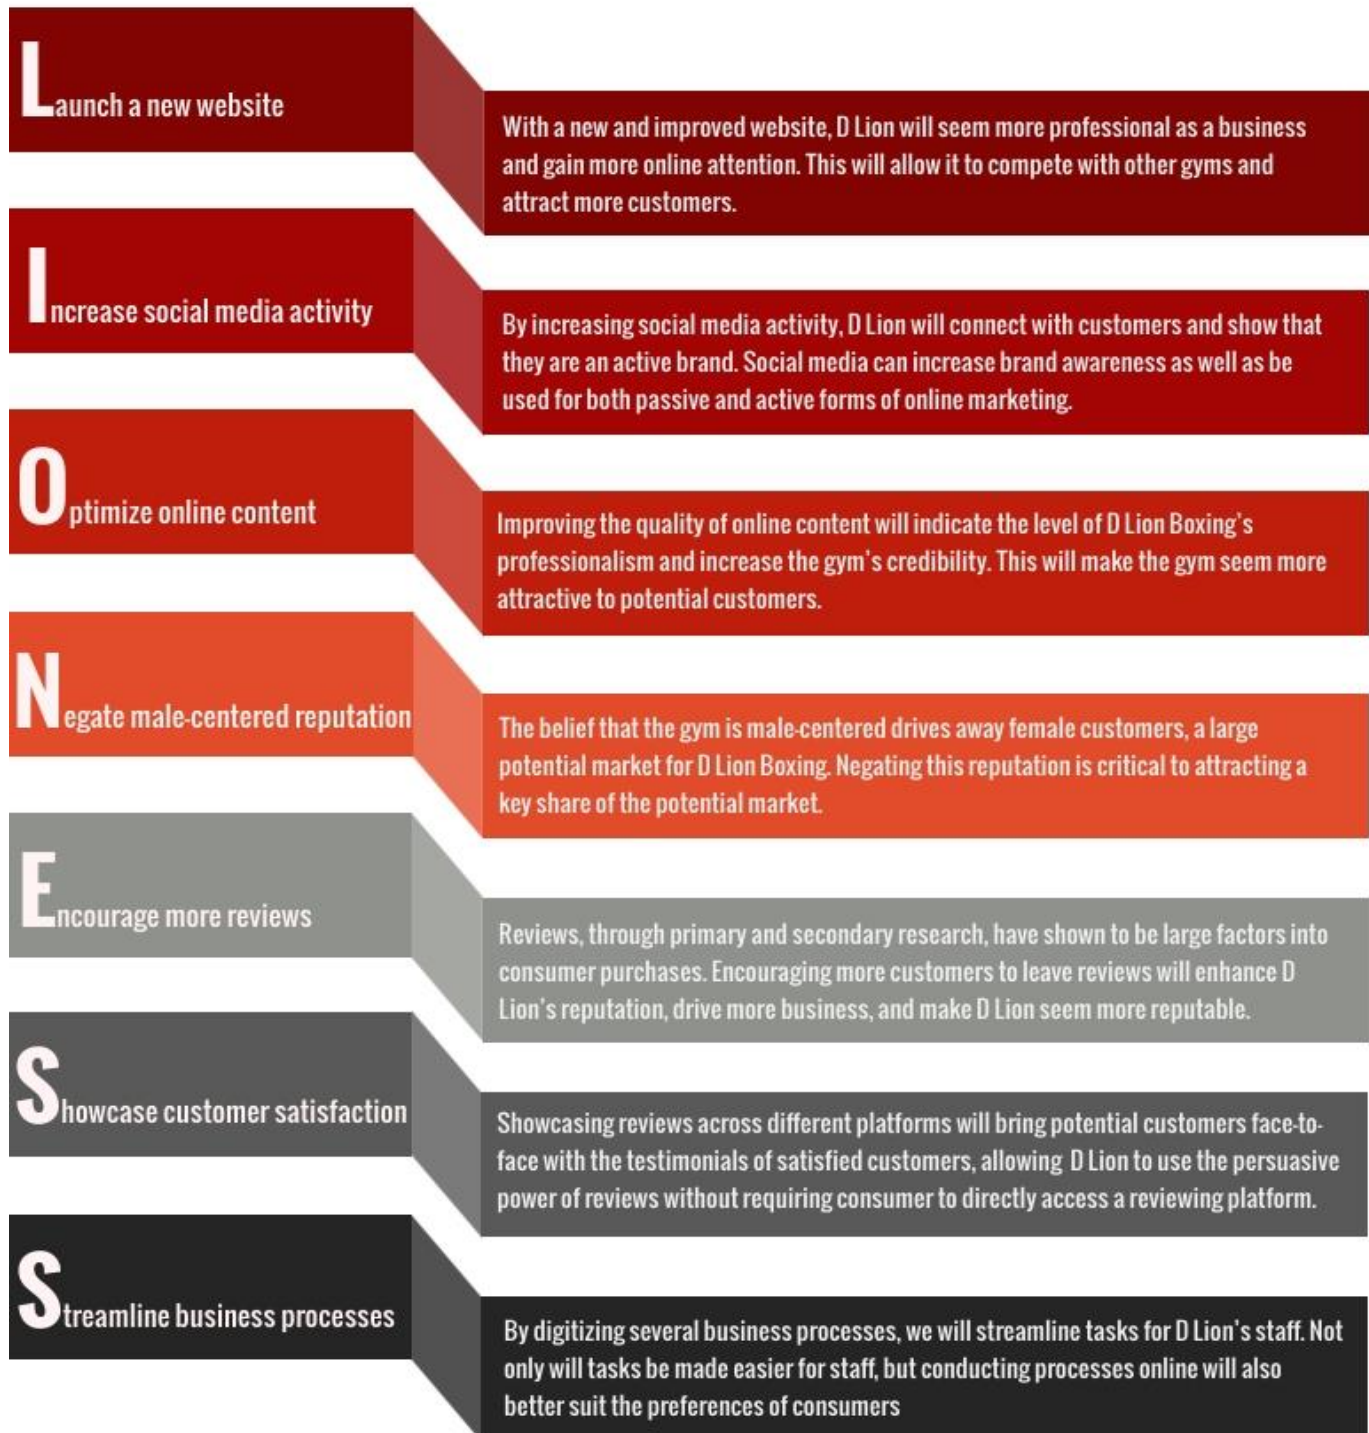 Launch a new website
With a new and improved website, D Lion will seem more professional as a business
and gain more online attention. This will allow it to compete with other gyms and
attract more customers.
Increase social media activity
By increasing social media activity, D Lion will connect with customers and show that
they are an active brand. Social media can increase brand awareness as well as be
used for both passive and active forms of online marketing.
Optimize online content
Improving the quality of online content will indicate the level of D Lion Boxing's
professionalism and increase the gym's credibility. This will make the gym seem more
attractive to potential customers.
Negate male-centered reputation
The belief that the gym is male-centered drives away female customers, a large
potential market for D Lion Boxing. Negating this reputation is critical to attracting a
key share of the potential market.
Encourage more reviews
Reviews, through primary and secondary research, have shown to be large factors into
consumer purchases. Encouraging more customers to leave reviews will enhance D
Lion's reputation, drive more business, and make D Lion seem more reputable.
Showcase customer satisfaction
Showcasing reviews across different platforms will bring potential customers face-to-
face with the testimonials of satisfied customers, allowing D Lion to use the persuasive
power of reviews without requiring consumer to directly access a reviewing platform.
Streamline business processes
By digitizing several business processes, we will streamline tasks for D Lion's staff. Not
only will tasks be made easier for staff, but conducting processes online will also
better suit the preferences of consumers